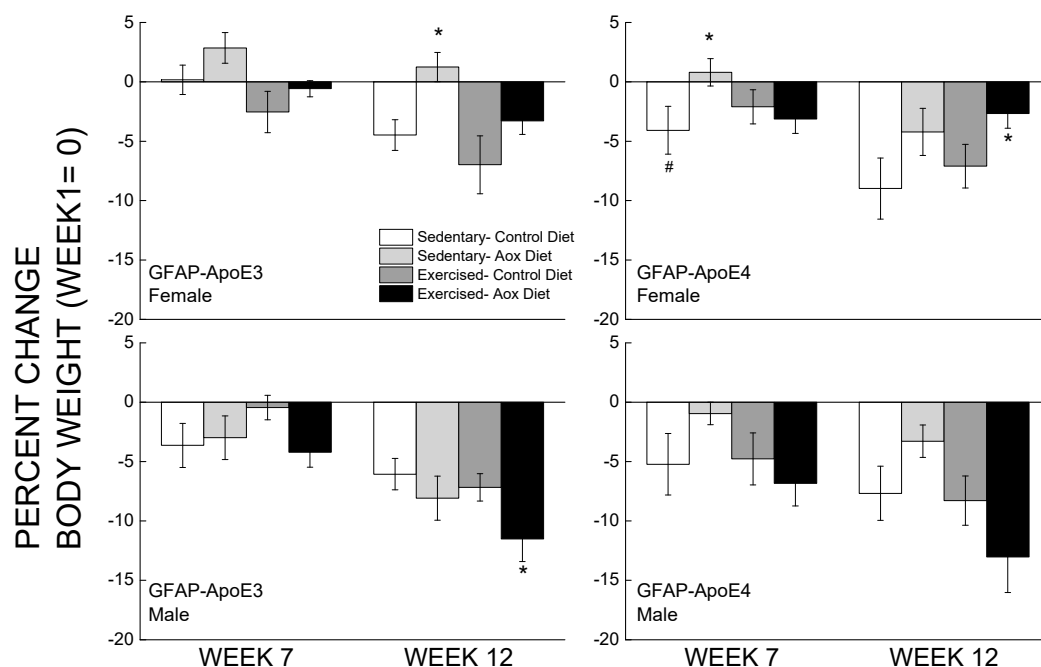 PERCENT CHANGE
BODY WEIGHT (WEEK1= 0)
5
0
-5
-10
-15
-20
*
Sedentary- Control Diet
Sedentary- Aox Diet
Exercised- Control Diet
Exercised- Aox Diet
GFAP-ApoE3
Female
5
0
-5
-10
-15
-20
*
#
*
GFAP-ApoE4
Female
5
0
-5
-10
-15
-20
*
GFAP-ApoE3
Male
WEEK 7
WEEK 12
5
0
-5
-10
-15
-20
GFAP-ApoE4
Male
WEEK 7
WEEK 12